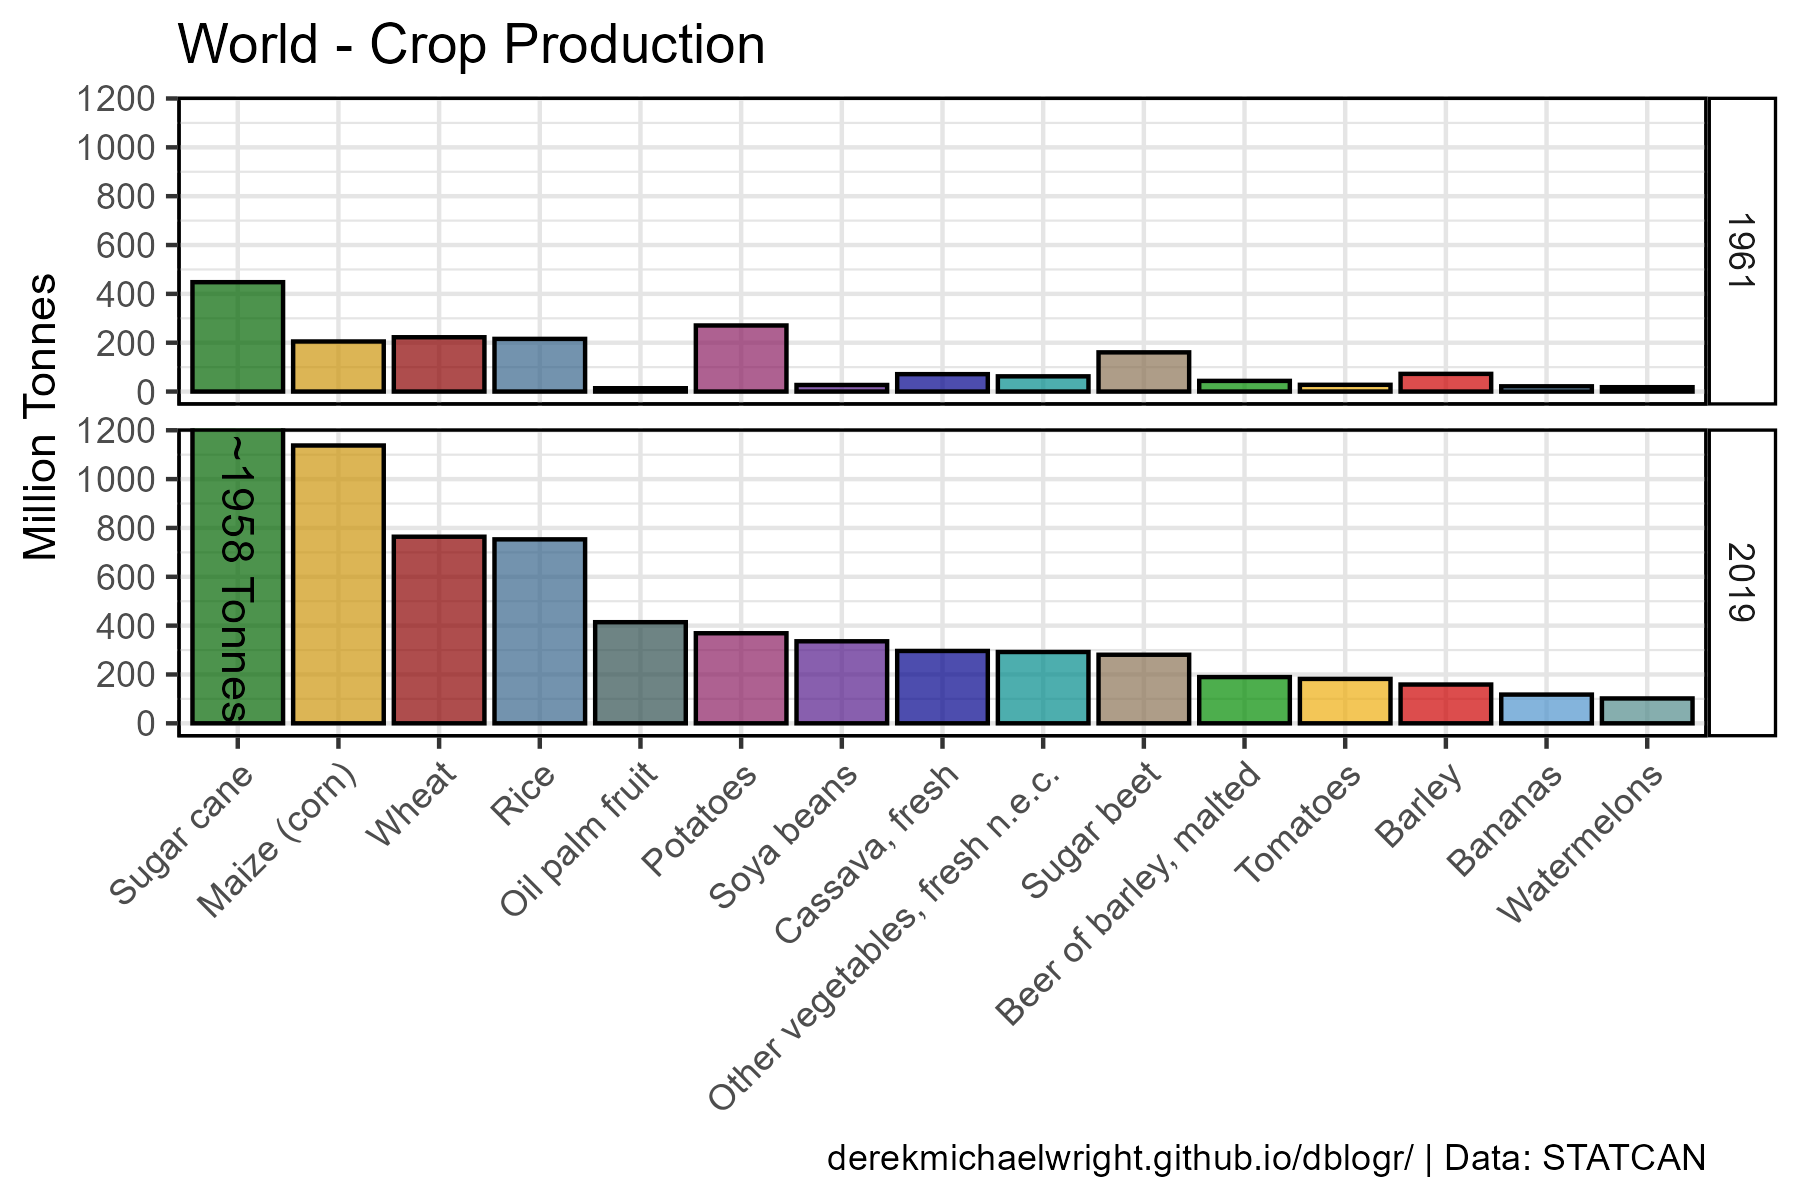 World - Crop Production
Million Tonnes
1200
1000
800
600
400
200
0
1961
1200
1000
800
600
400
200
0
~1958 Tonnes
2019
Sugar cane
Maize (corn)
Wheat
Rice
Oil palm fruit
Potatoes
Soya beans
Cassava, fresh
Other vegetables, fresh n.e.c.
Sugar beet
Beer of barley, malted
Tomatoes
Barley
Bananas
Watermelons
derekmichaelwright.github.io/dblogr/ | Data: STATCAN